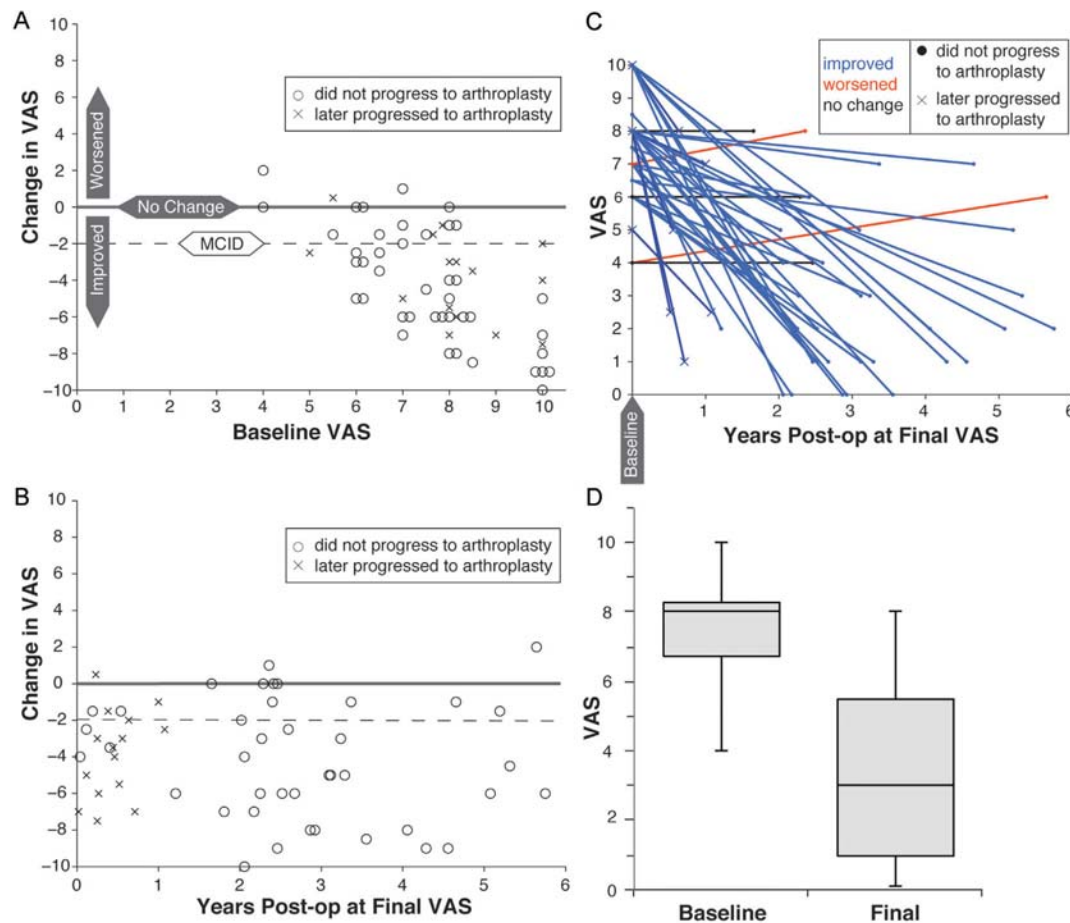 A
Change in VAS
10
8
6
4
2
0
−2
−4
−6
−8
−10
Worsened
Improved
No Change
MCID
○ did not progress to arthroplasty
× later progressed to arthroplasty
0 1 2 3 4 5 6 7 8 9 10
Baseline VAS
C
VAS
10
8
7
6
5
4
3
2
1
0
improved
worsened
no change
● did not progress
to arthroplasty
× later progressed
to arthroplasty
1 2 3 4 5 6
Years Post-op at Final VAS
Baseline
B
Change in VAS
10
8
6
4
2
0
−2
−4
−6
−8
−10
○ did not progress to arthroplasty
× later progressed to arthroplasty
0 1 2 3 4 5 6
Years Post-op at Final VAS
D
VAS
10
8
6
4
2
0
Baseline Final